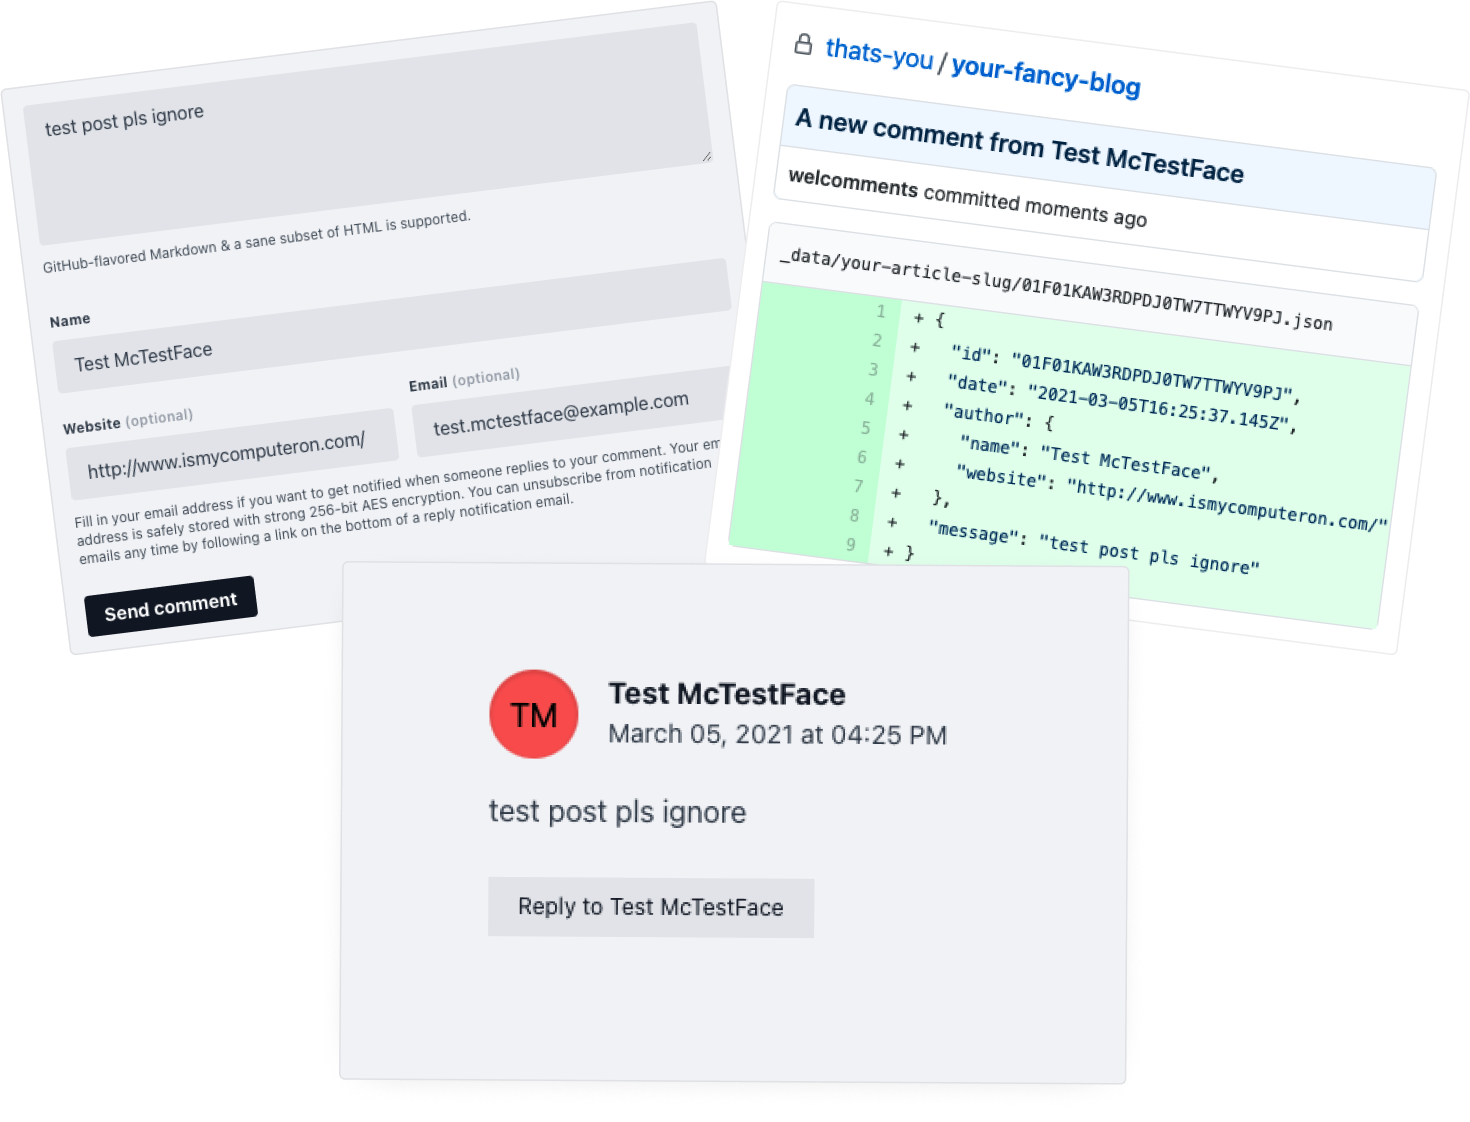 test post pls ignore
GitHub-flavored Markdown & a sane subset of HTML is supported.
Name
Test McTestFace
Website (optional)
http://www.ismycomputeron.com/
Email (optional)
test.mctestface@example.com
Fill in your email address if you want to get notified when someone replies to your comment. Your
address is safely stored with strong 256-bit AES encryption. You can unsubscribe from notification
emails any time by following a link on the bottom of a reply notification email.
Send comment
thats-you / your-fancy-blog
A new comment from Test McTestFace
welcomments committed moments ago
_data/your-article-slug/01F01KAW3RDPDJ0TW7TTWYV9PJ.json
1 + {
2 + "id": "01F01KAW3RDPDJ0TW7TTWYV9PJ",
3 + "date": "2021-03-05T16:25:37.145Z",
4 + "author": {
5 + "name": "Test McTestFace",
6 + "website": "http://www.ismycomputeron.com/"
7 + },
8 + "message": "test post pls ignore"
9 + }
TM
Test McTestFace
March 05, 2021 at 04:25 PM
test post pls ignore
Reply to Test McTestFace